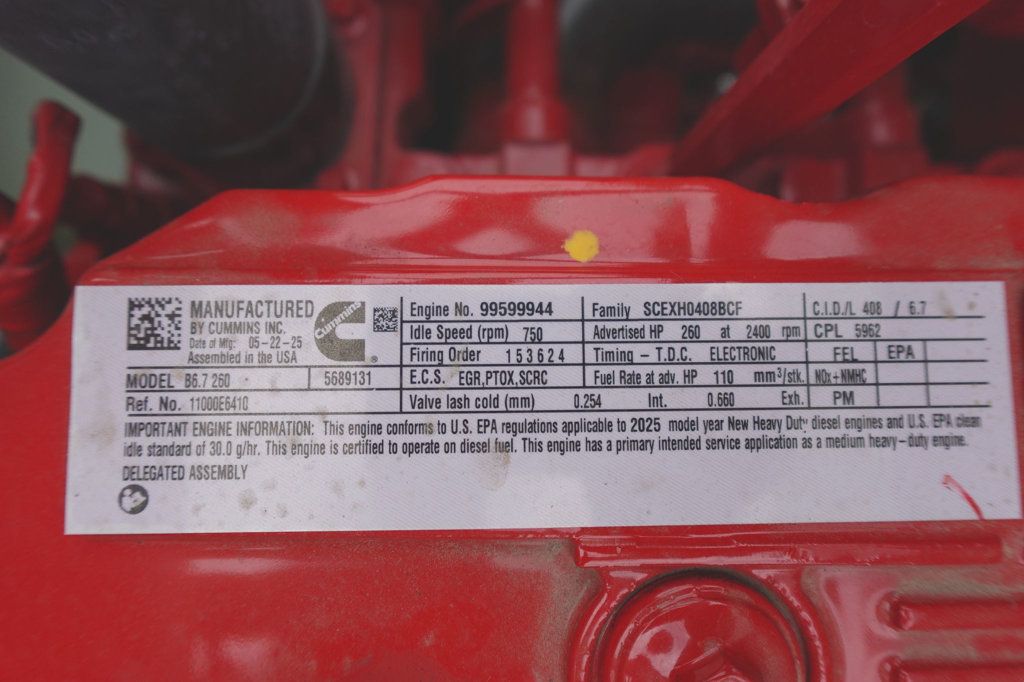 MANUFACTURED
BY CUMMINS INC.
Date of Mfg: 05-22-25
Assembled in the USA
Cummins
MODEL B6.7 260 5689131
Ref. No. 11000E6410
Engine No. 99599944 Family SCEXH0408BCF C.I.D./L 408 / 6.7
Idle Speed (rpm) 750 Advertised HP 260 at 2400 rpm CPL 5962
Firing Order 153624 Timing – T.D.C. ELECTRONIC FEL EPA
E.C.S. EGR,PTOX,SCRC Fuel Rate at adv. HP 110 mm³/stk. NOx+NMHC
Valve lash cold (mm) 0.254 Int. 0.660 Exh. PM
IMPORTANT ENGINE INFORMATION: This engine conforms to U.S. EPA regulations applicable to 2025 model year New Heavy Duty diesel engines and U.S. EPA clean
idle standard of 30.0 g/hr. This engine is certified to operate on diesel fuel. This engine has a primary intended service application as a medium heavy–duty engine.
DELEGATED ASSEMBLY